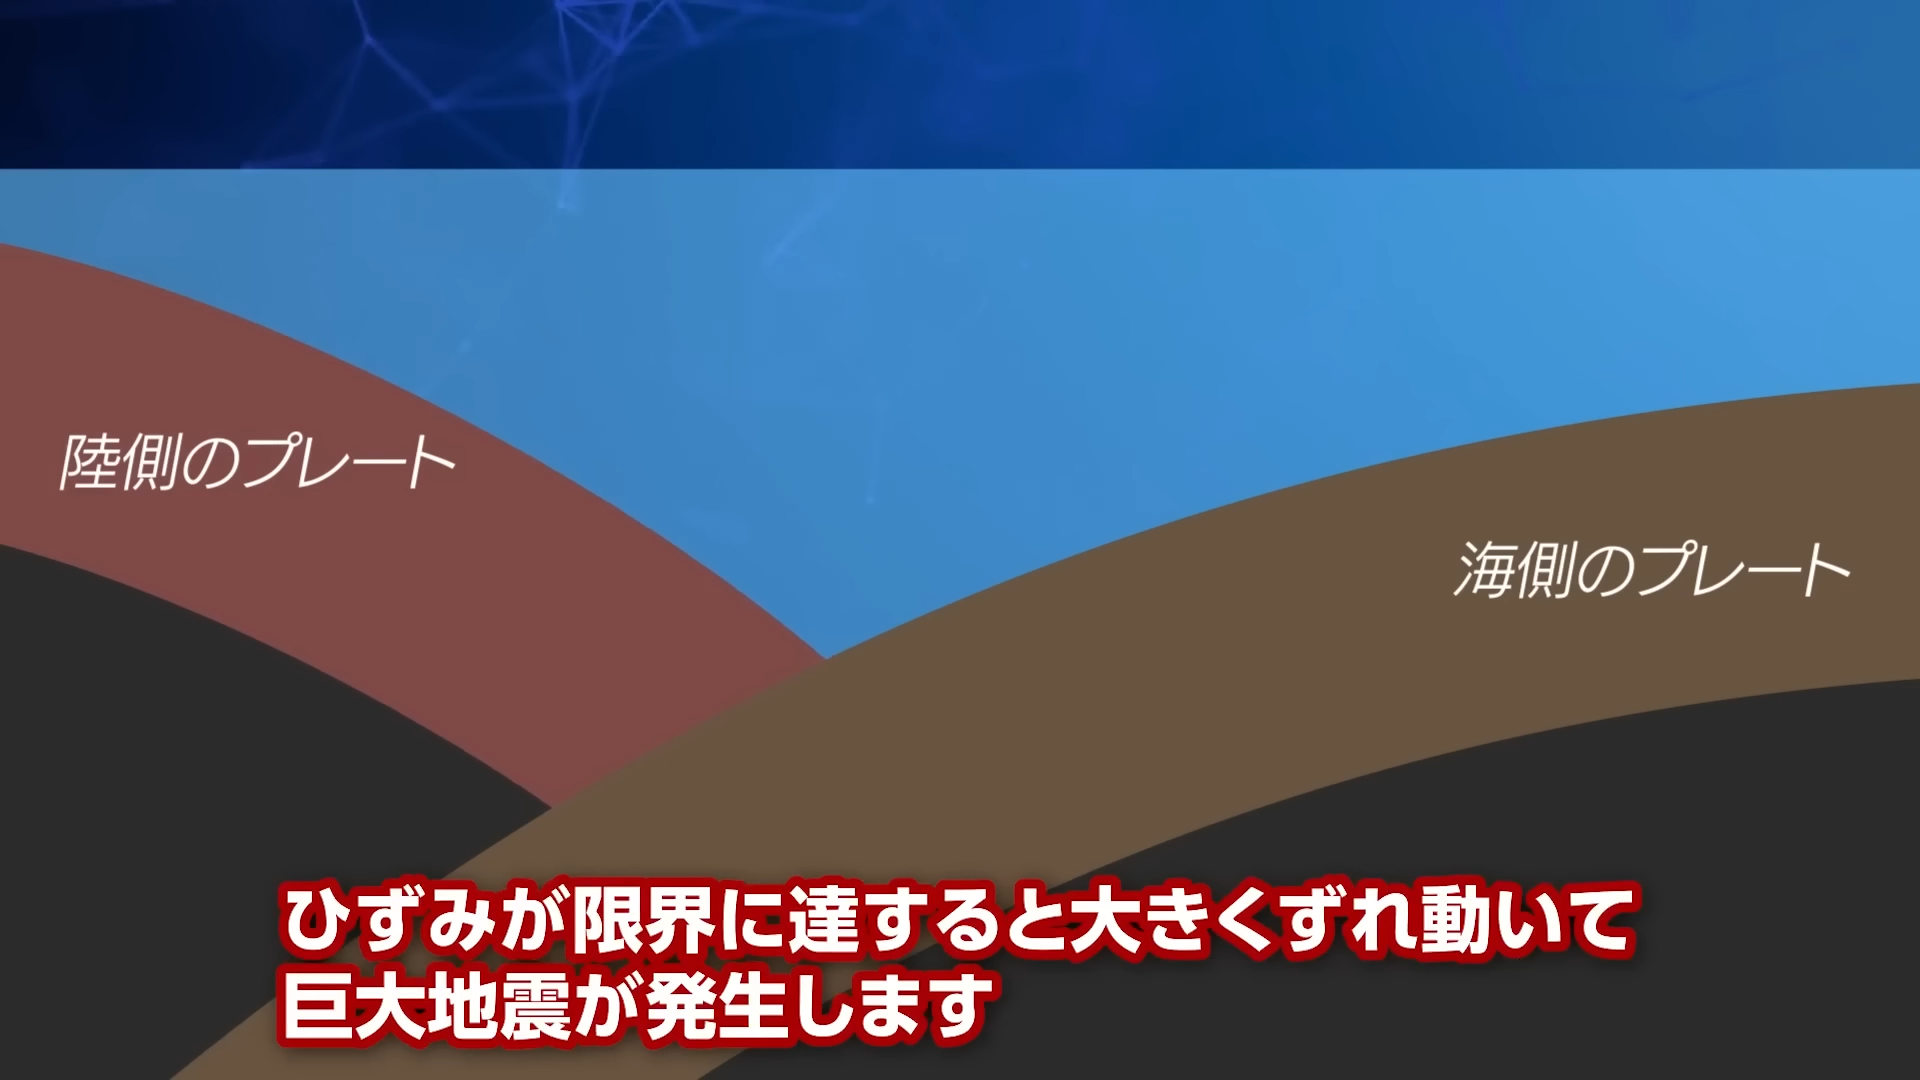 陸側のプレート
海側のプレート
ひずみが限界に達すると大きくずれ動いて
巨大地震が発生します